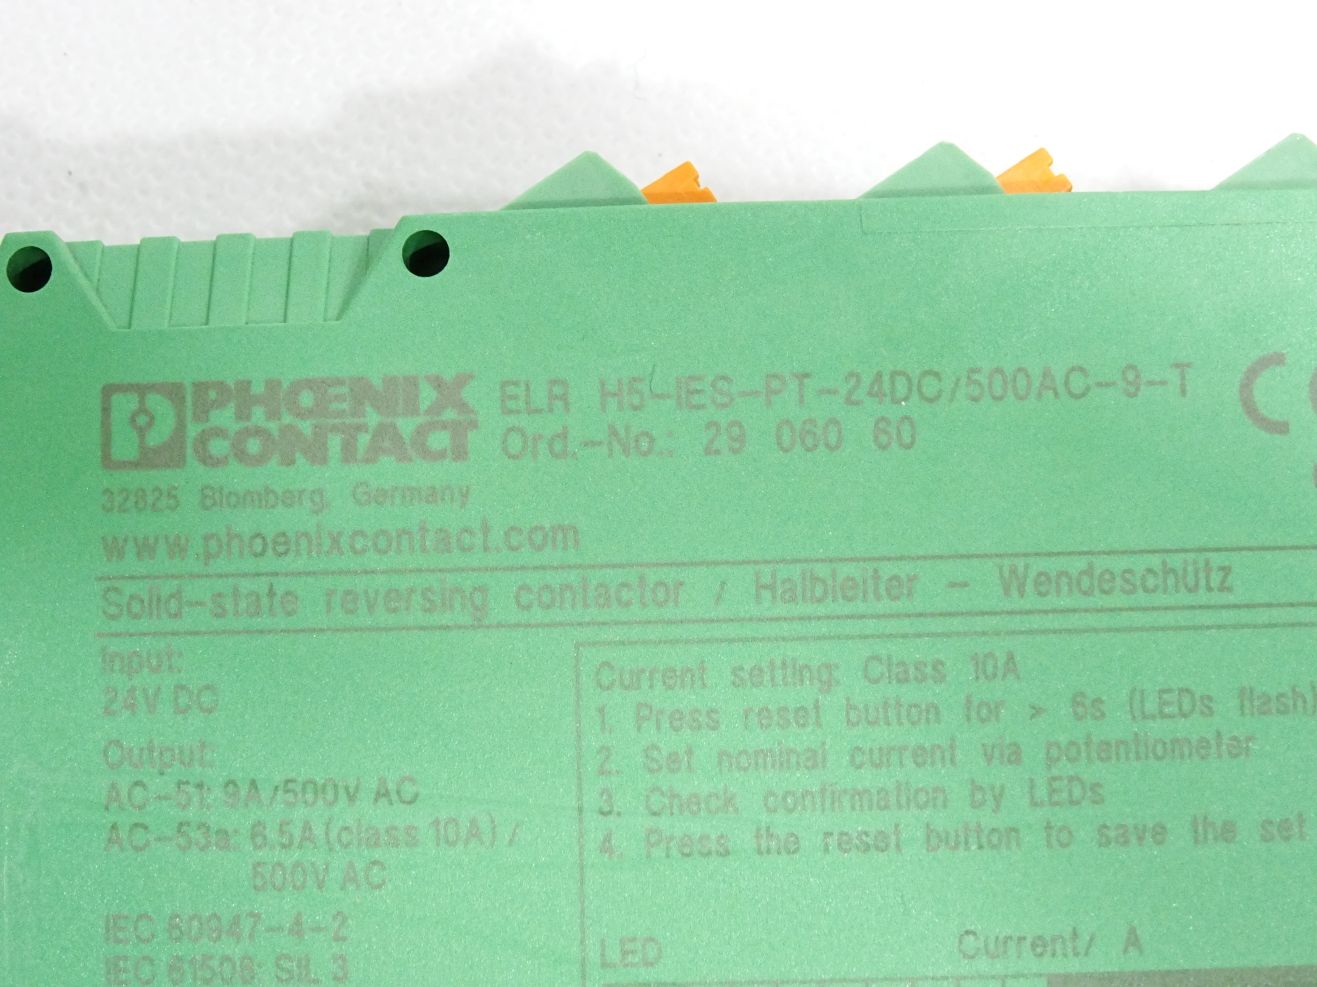 PHŒNIX CONTACT
ELR H5-IES-PT-24DC/500AC-9-T
Ord.-No.: 29 060 60
CE
32825 Blomberg, Germany
www.phoenixcontact.com
Solid-state reversing contactor / Halbleiter - Wendeschütz
Input:
24V DC
Output:
AC-51: 9A/500V AC
AC-53a: 6.5A (class 10A) /
500V AC
IEC 60947-4-2
IEC 61508: SIL 3
Current setting: Class 10A
1. Press reset button for > 6s (LEDs flash)
2. Set nominal current via potentiometer
3. Check confirmation by LEDs
4. Press the reset button to save the set
LED Current/ A